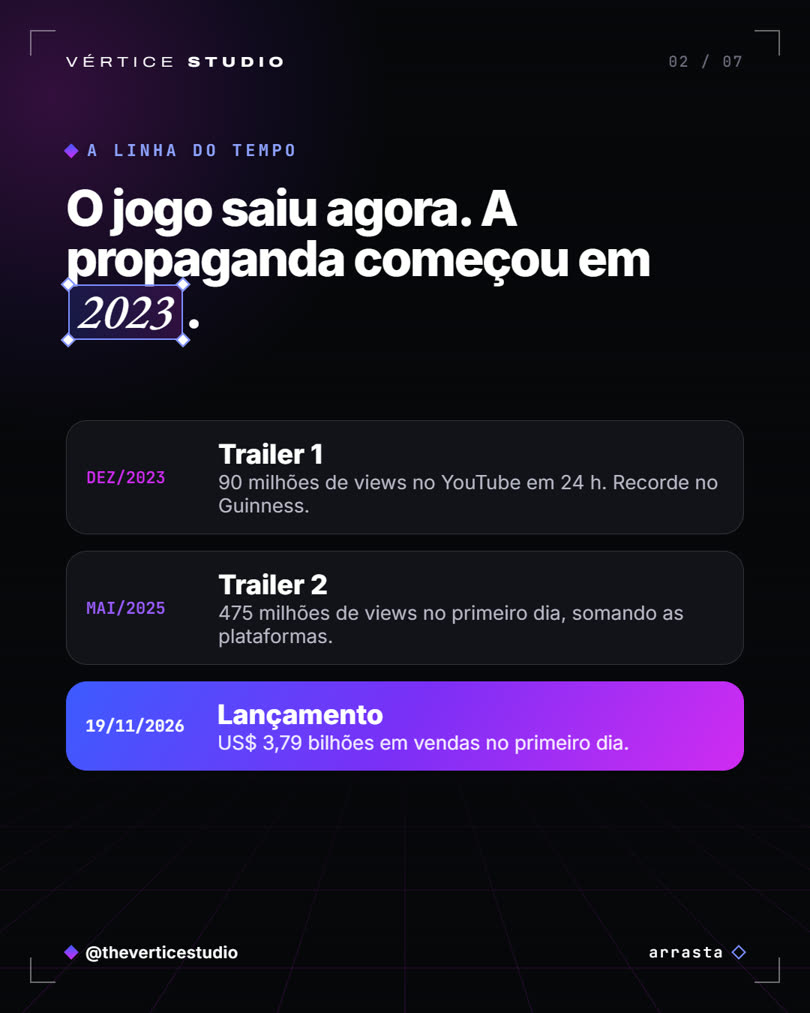 VÉRTICE STUDIO
02 / 07
A LINHA DO TEMPO
O jogo saiu agora. A
propaganda começou em
2023.
DEZ/2023
Trailer 1
90 milhões de views no YouTube em 24 h. Recorde no
Guinness.
MAI/2025
Trailer 2
475 milhões de views no primeiro dia, somando as
plataformas.
19/11/2026
Lançamento
US$ 3,79 bilhões em vendas no primeiro dia.
@theverticestudio
arrasta